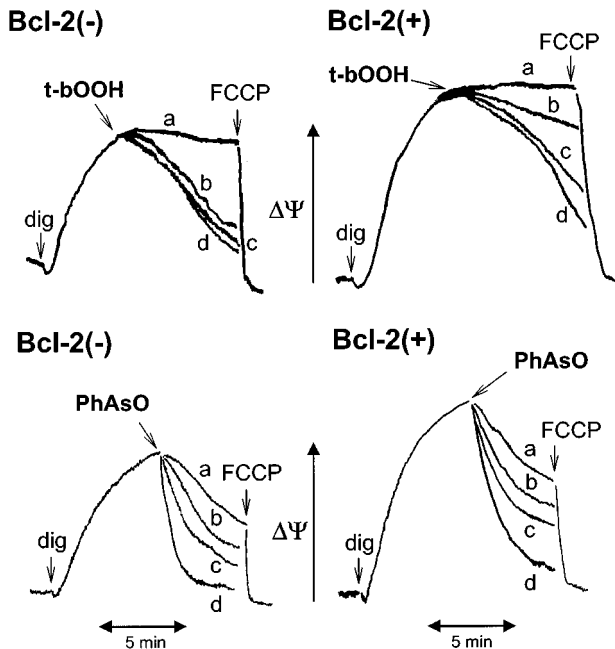 Bcl-2(-)
t-bOOH
FCCP
a
b
c
d
dig
ΔΨ
Bcl-2(+)
FCCP
t-bOOH
a
b
c
d
dig
Bcl-2(-)
PhAsO
a
FCCP
b
c
d
dig
5 min
ΔΨ
Bcl-2(+)
PhAsO
FCCP
a
b
c
d
dig
5 min